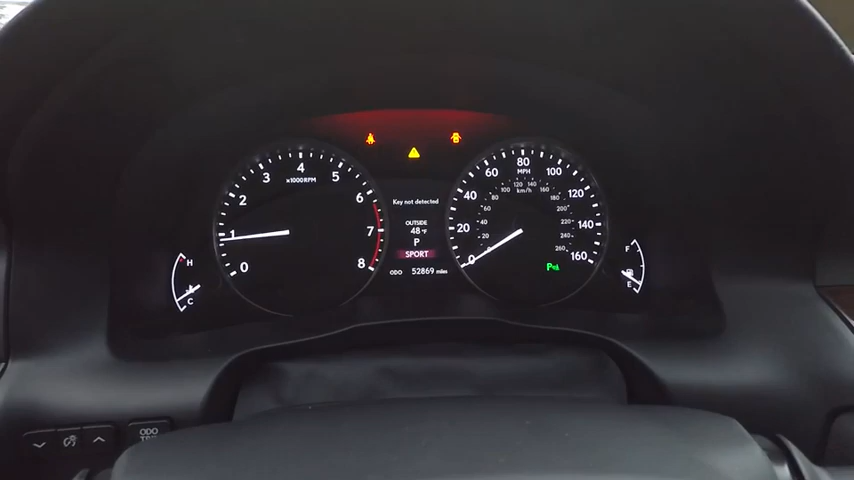 0
1
2
3
4
5
6
7
8
x1000RPM
Key not detected
OUTSIDE
48°F
P
SPORT
ODO 52869 miles
0
20
40
60
80
100
120
140
160
MPH
km/h
0
20
40
60
80
100
120
140
160
180
200
220
240
260
P
H
C
F
E
ODO